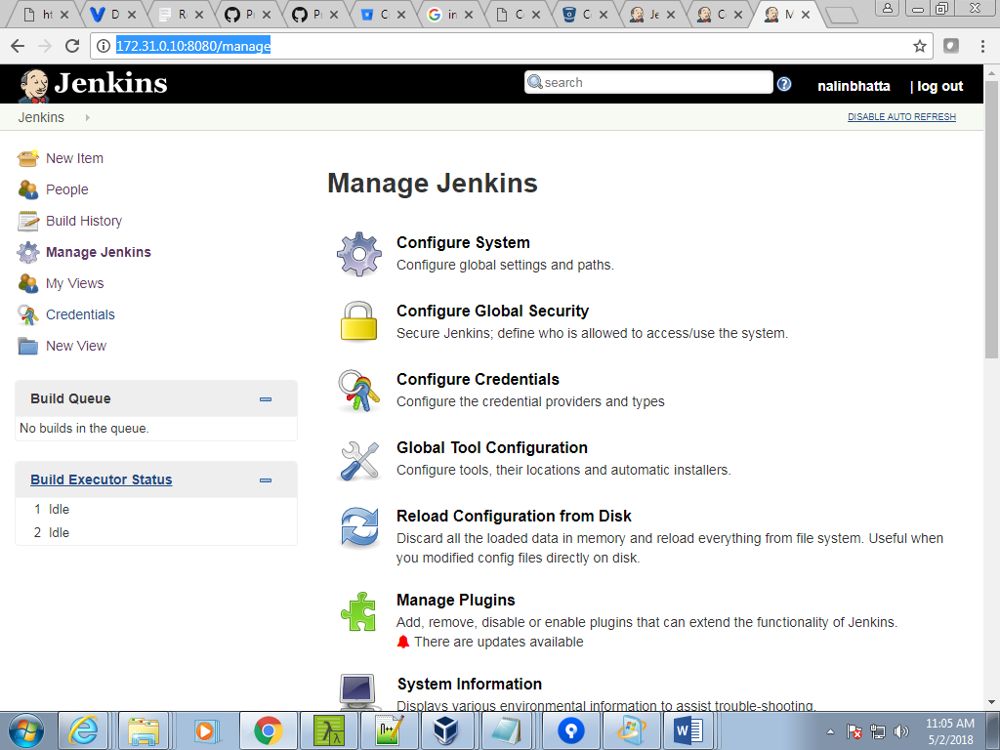 ht
D
R
P
P
C
in
C
C
Je
C
M
172.31.0.10:8080/manage
Jenkins
search
nalinbhatta
| log out
Jenkins
DISABLE AUTO REFRESH
New Item
People
Build History
Manage Jenkins
My Views
Credentials
New View
Build Queue
No builds in the queue.
Build Executor Status
1 Idle
2 Idle
Manage Jenkins
Configure System
Configure global settings and paths.
Configure Global Security
Secure Jenkins; define who is allowed to access/use the system.
Configure Credentials
Configure the credential providers and types
Global Tool Configuration
Configure tools, their locations and automatic installers.
Reload Configuration from Disk
Discard all the loaded data in memory and reload everything from file system. Useful when
you modified config files directly on disk.
Manage Plugins
Add, remove, disable or enable plugins that can extend the functionality of Jenkins.
There are updates available
System Information
Displays various environmental information to assist trouble-shooting.
11:05 AM
5/2/2018